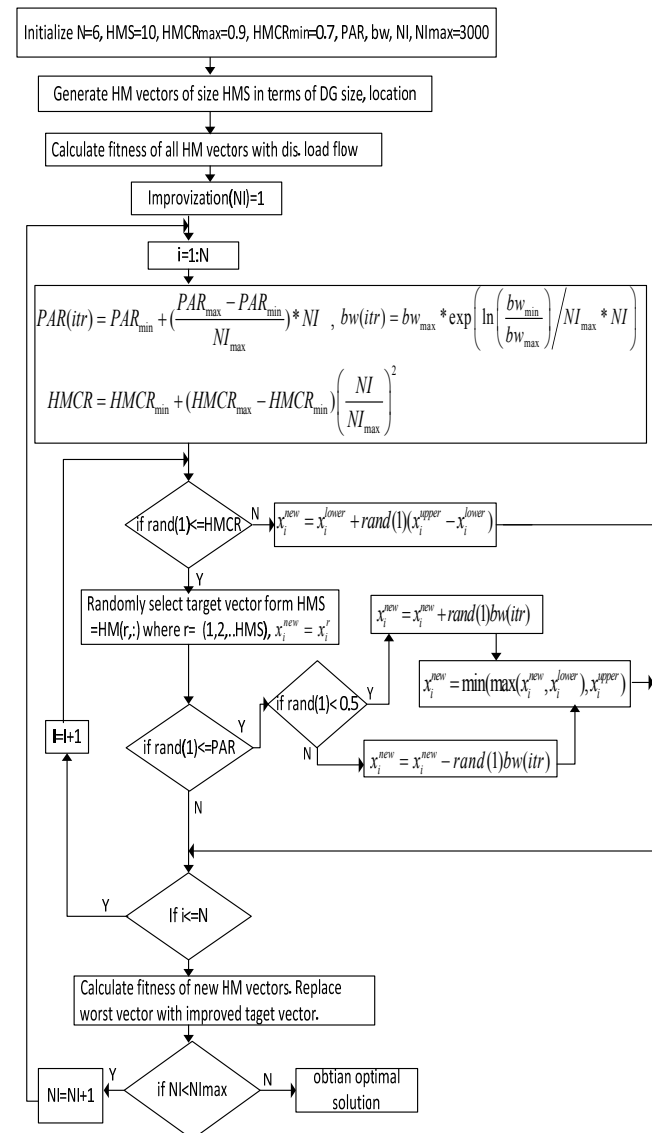 Initialize N=6, HMS=10, HMCRmax=0.9, HMCRmin=0.7, PAR, bw, NI, NImax=3000
Generate HM vectors of size HMS in terms of DG size, location
Calculate fitness of all HM vectors with dis. load flow
Improvization(NI)=1
i=1:N
PAR(itr) = PAR_min + ((PAR_max − PAR_min)/NI_max) * NI , bw(itr) = bw_max * exp(ln(bw_min/bw_max)/NI_max * NI)
HMCR = HMCR_min + (HMCR_max − HMCR_min)(NI/NI_max)^2
if rand(1)<=HMCR
N
x_i^new = x_i^lower + rand(1)(x_i^upper − x_i^lower)
Y
Randomly select target vector form HMS
=HM(r,:) where r= (1,2,..HMS), x_i^new = x_i^r
x_i^new = x_i^new + rand(1)bw(itr)
if rand(1)< 0.5
Y
x_i^new = min(max(x_i^new, x_i^lower), x_i^upper)
I=I+1
if rand(1)<=PAR
Y
N
x_i^new = x_i^new − rand(1)bw(itr)
N
If i<=N
Y
Calculate fitness of new HM vectors. Replace
worst vector with improved taget vector.
NI=NI+1
Y
if NI<NImax
N
obtian optimal
solution